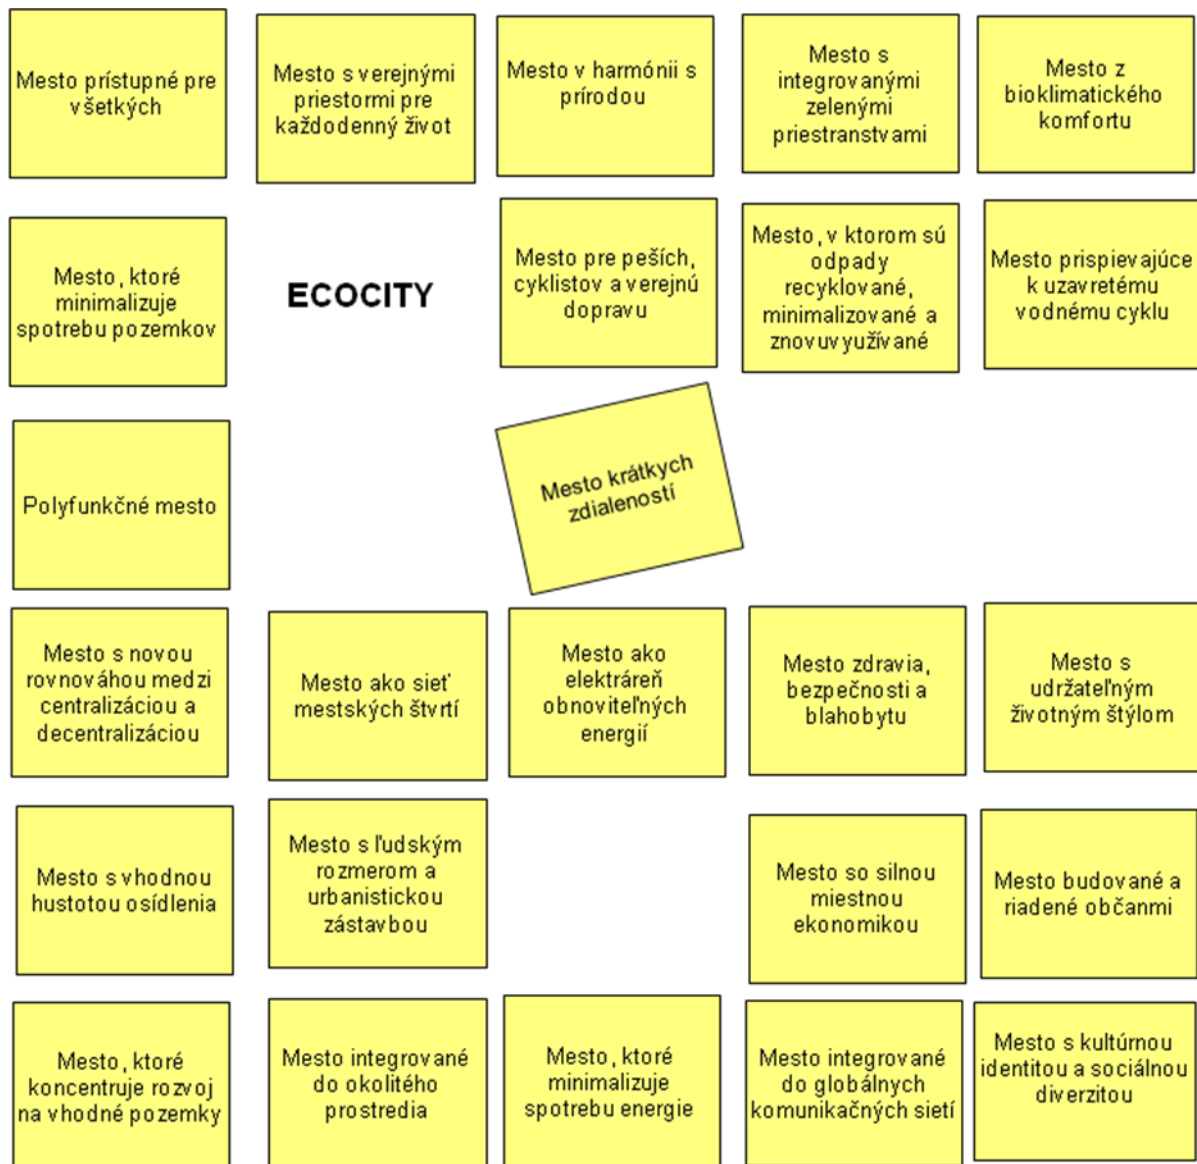 Mesto prístupné pre
všetkých
Mesto s verejnými
priestormi pre
každodenný život
Mesto v harmónii s
prírodou
Mesto s
integrovanými
zelenými
priestranstvami
Mesto z
bioklimatického
komfortu
Mesto, ktoré
minimalizuje
spotrebu pozemkov
ECOCITY
Mesto pre peších,
cyklistov a verejnú
dopravu
Mesto, v ktorom sú
odpady
recyklované,
minimalizované a
znovuvyužívané
Mesto prispievajúce
k uzavretému
vodnému cyklu
Polyfunkčné mesto
Mesto krátkych
zdialeností
Mesto s novou
rovnováhou medzi
centralizáciou a
decentralizáciou
Mesto ako sieť
mestských štvrtí
Mesto ako
elektráreň
obnoviteľných
energií
Mesto zdravia,
bezpečnosti a
blahobytu
Mesto s
udržateľným
životným štýlom
Mesto s vhodnou
hustotou osídlenia
Mesto s ľudským
rozmerom a
urbanistickou
zástavbou
Mesto so silnou
miestnou
ekonomikou
Mesto budované a
riadené občanmi
Mesto, ktoré
koncentruje rozvoj
na vhodné pozemky
Mesto integrované
do okolitého
prostredia
Mesto, ktoré
minimalizuje
spotrebu energie
Mesto integrované
do globálnych
komunikačných sietí
Mesto s kultúrnou
identitou a sociálnou
diverzitou